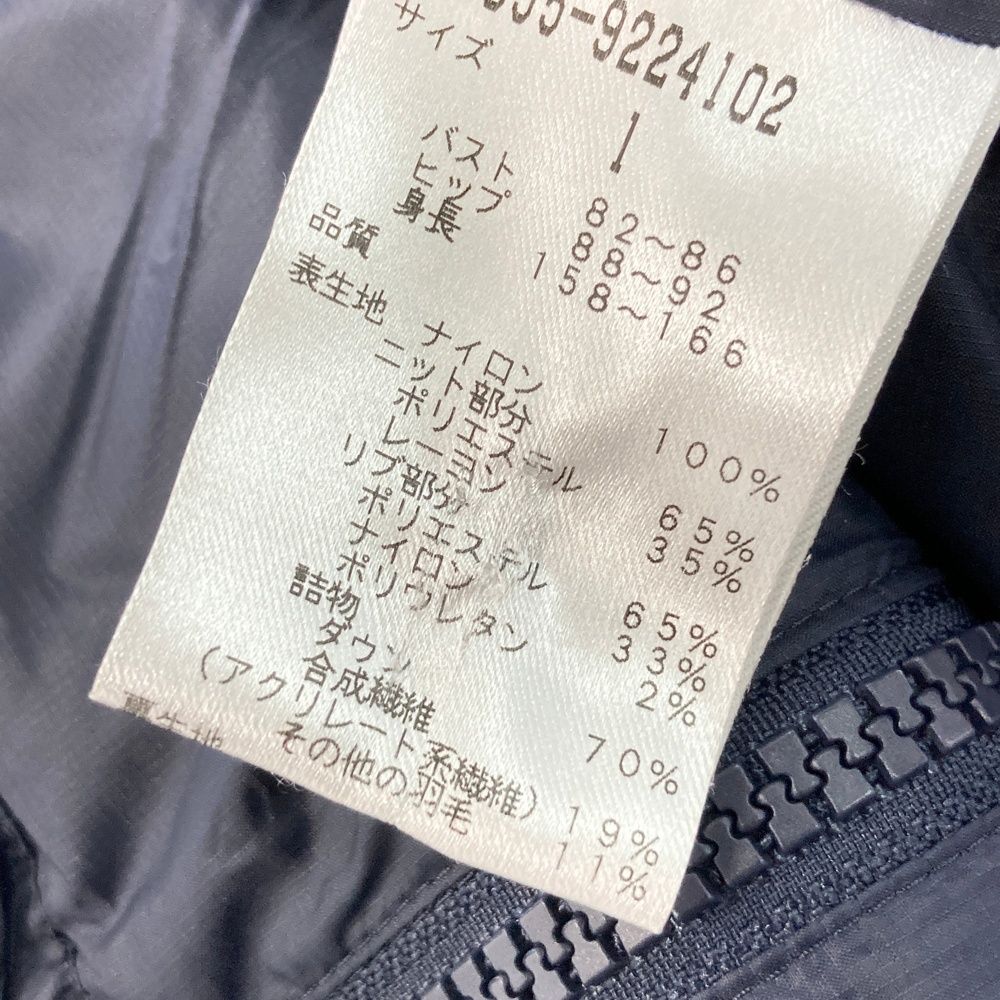 -9224102
サイズ 1
バスト 82〜86
ヒップ 88〜92
身長 158〜166
品質
表生地 ナイロン 100%
ニット部分
ポリエステル 65%
レーヨン 35%
リブ部分
ポリエステル 65%
ナイロン 33%
ポリウレタン 2%
詰物
ダウン 70%
合成繊維
(アクリレート系繊維) 19%
その他の羽毛 11%